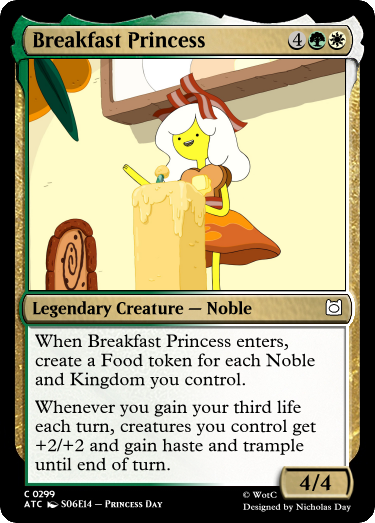 Breakfast Princess 4
Legendary Creature — Noble
When Breakfast Princess enters,
create a Food token for each Noble
and Kingdom you control.
Whenever you gain your third life
each turn, creatures you control get
+2/+2 and gain haste and trample
until end of turn.
4/4
C 0299
ATC S06E14 — Princess Day
© WotC
Designed by Nicholas Day